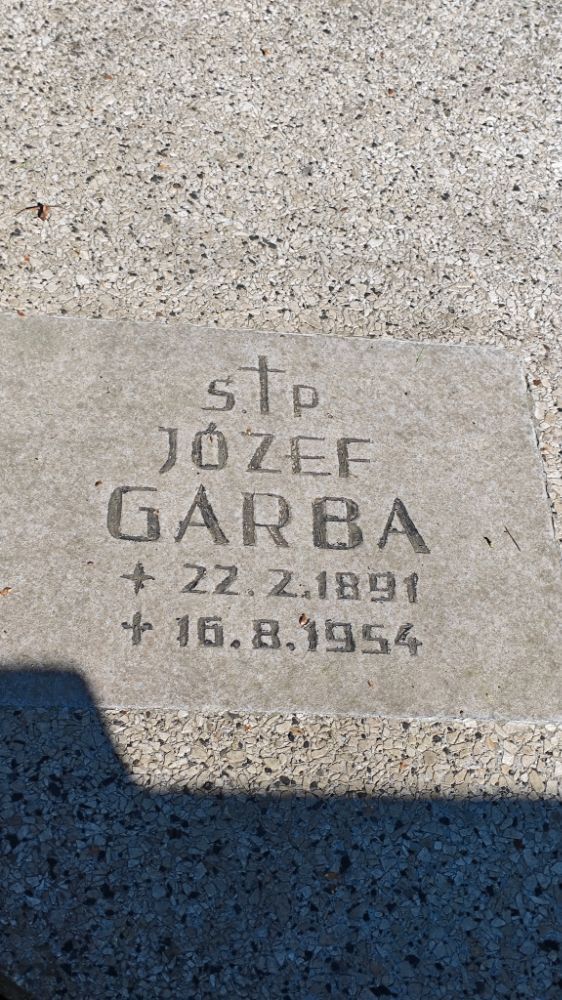 Ś.†P
JÓZEF
GARBA
+ 22.2.1891
+ 16.8.1954